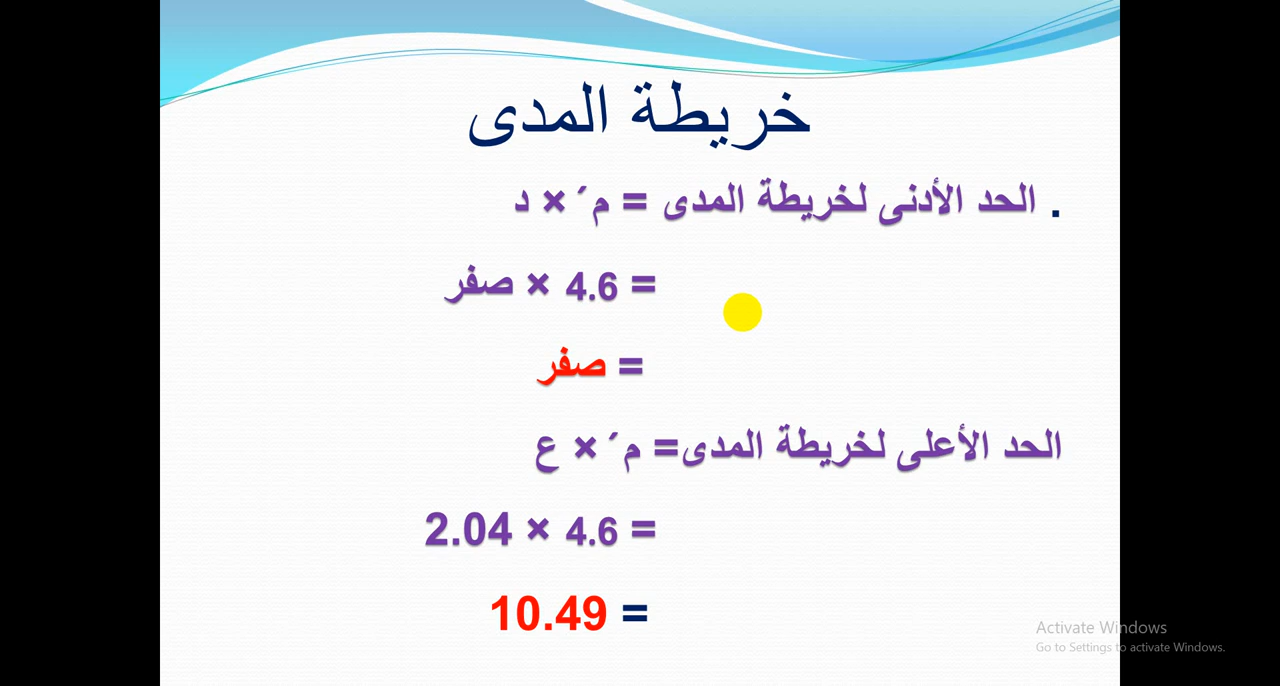 خريطة المدى
. الحد الأدنى لخريطة المدى = م َ × د
= 4.6 × صفر
= صفر
الحد الأعلى لخريطة المدى= م َ × ع
= 4.6 × 2.04
= 10.49
Activate Windows
Go to Settings to activate Windows.